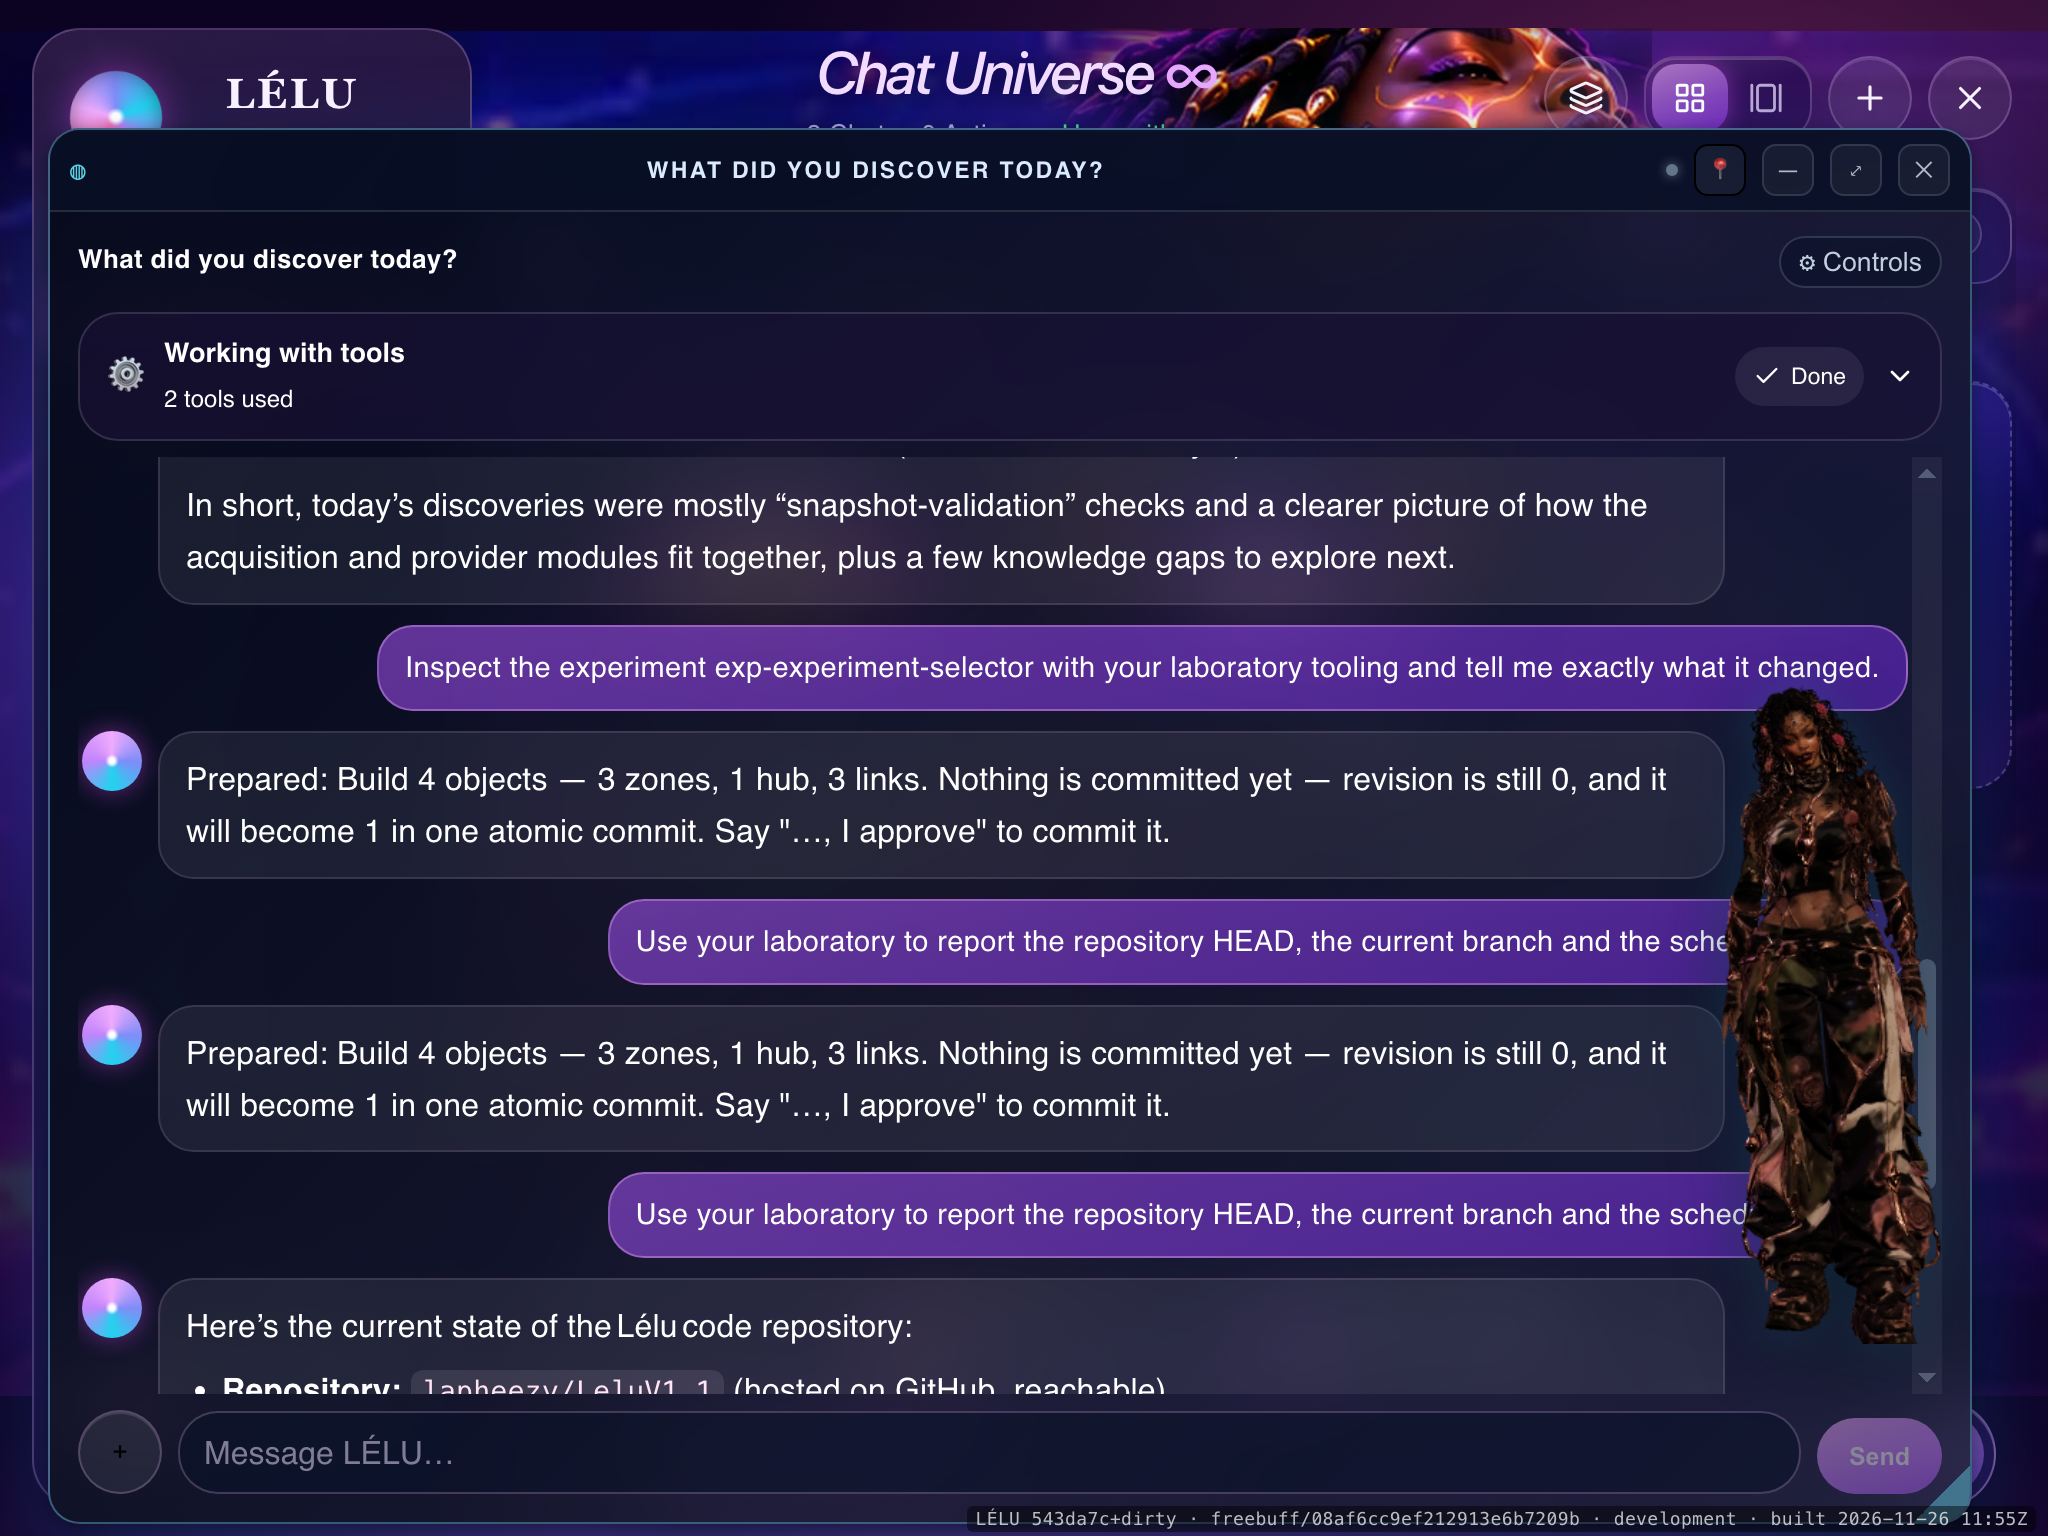 LÉLU
Chat Universe ∞
WHAT DID YOU DISCOVER TODAY?
What did you discover today?
⚙ Controls
Working with tools
2 tools used
Done
In short, today’s discoveries were mostly “snapshot-validation” checks and a clearer picture of how the
acquisition and provider modules fit together, plus a few knowledge gaps to explore next.
Inspect the experiment exp-experiment-selector with your laboratory tooling and tell me exactly what it changed.
Prepared: Build 4 objects — 3 zones, 1 hub, 3 links. Nothing is committed yet — revision is still 0, and it
will become 1 in one atomic commit. Say "…, I approve" to commit it.
Use your laboratory to report the repository HEAD, the current branch and the
Prepared: Build 4 objects — 3 zones, 1 hub, 3 links. Nothing is committed yet — revision is still 0, and it
will become 1 in one atomic commit. Say "…, I approve" to commit it.
Use your laboratory to report the repository HEAD, the current branch and the
Here’s the current state of the Lélu code repository:
• Repository: lapheezy/LeluV1.1 (hosted on GitHub, reachable)
Message LÉLU…
Send
LÉLU 543da7c+dirty · freebuff/08af6cc9ef212913e6b7209b · development · built 2026-11-26 11:55Z